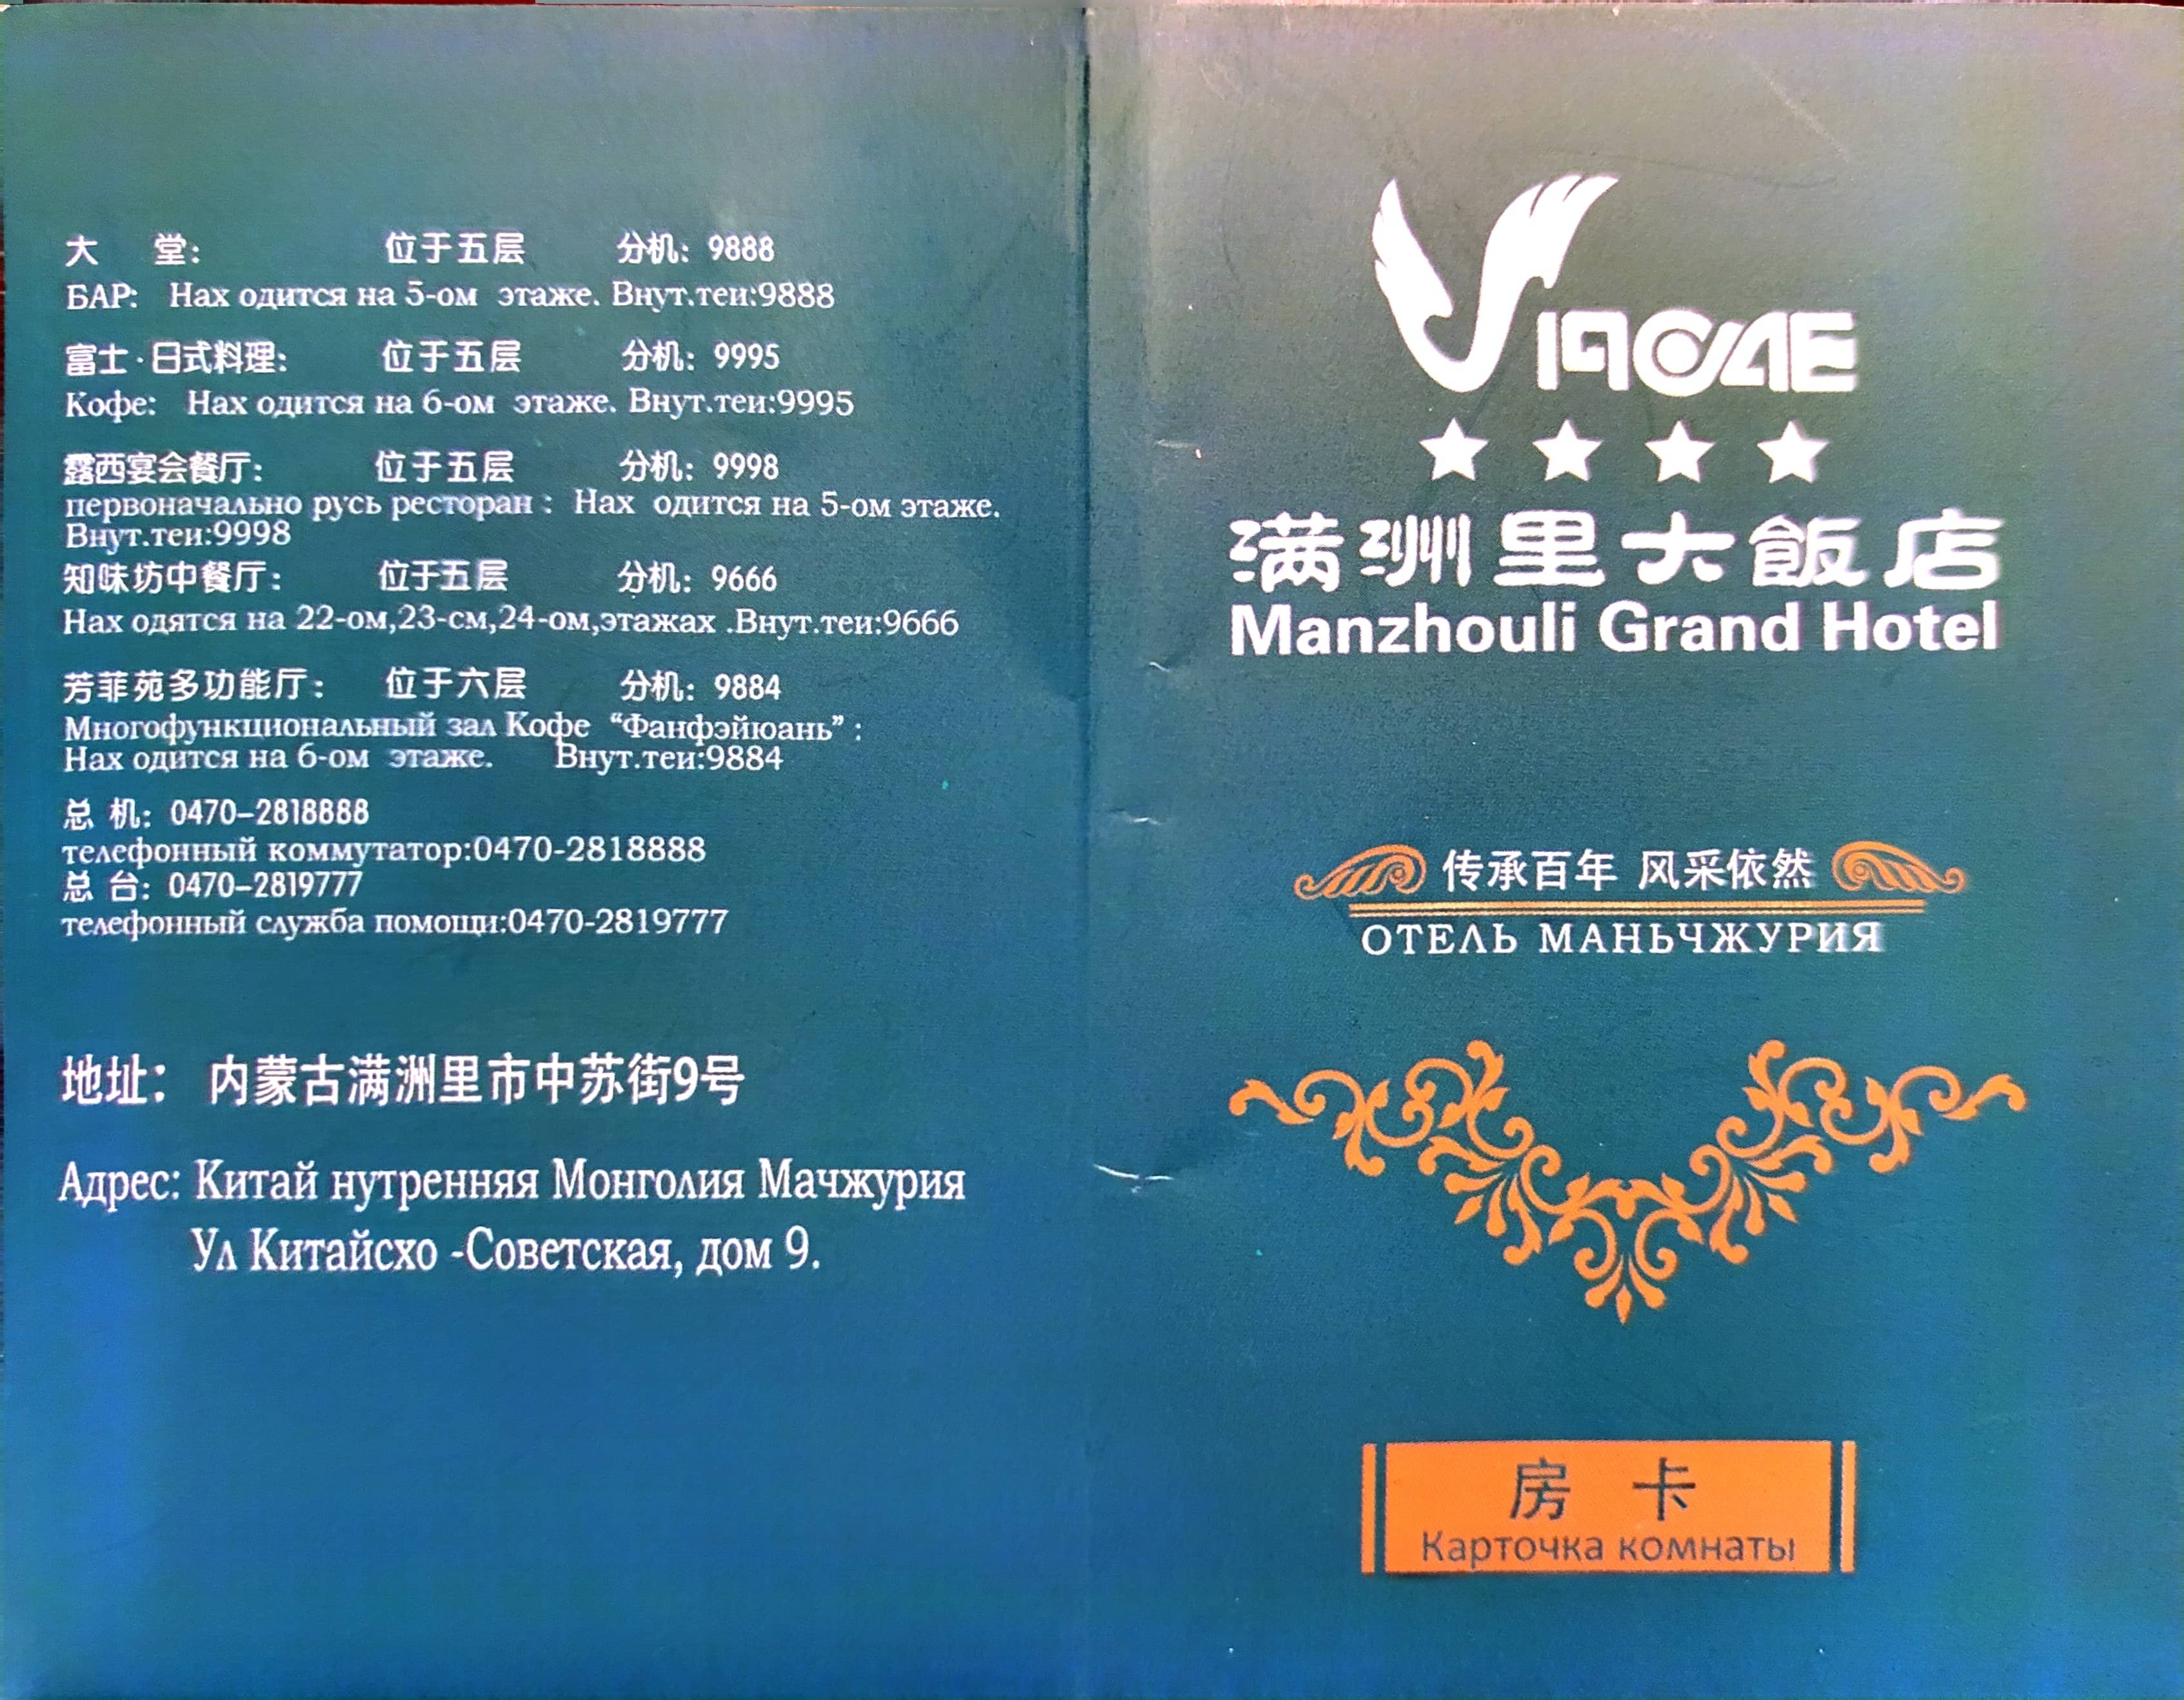 大 堂: 位于五层 分机: 9888
БАР: Нах одится на 5-ом этаже. Внут.теи:9888
富士·日式料理: 位于五层 分机: 9995
Кофе: Нах одится на 6-ом этаже. Внут.теи:9995
露西宴会餐厅: 位于五层 分机: 9998
первоначально русь ресторан : Нах одится на 5-ом этаже.
Внут.теи:9998
知味坊中餐厅: 位于五层 分机: 9666
Нах одятся на 22-ом,23-см,24-ом,этажах .Внут.теи:9666
芳菲苑多功能厅: 位于六层 分机: 9884
Многофункциональный зал Кофе “Фанфэйюань” :
Нах одится на 6-ом этаже. Внут.теи:9884
总 机: 0470-2818888
телефонный коммутатор:0470-2818888
总 台: 0470-2819777
телефонный служба помощи:0470-2819777
地址: 内蒙古满洲里市中苏街9号
Адрес: Китай нутренняя Монголия Мачжурия
Ул Китайсхо -Советская, дом 9.
满洲里大飯店
Manzhouli Grand Hotel
传承百年 风采依然
ОТЕЛЬ МАНЬЧЖУРИЯ
房 卡
Карточка комнаты